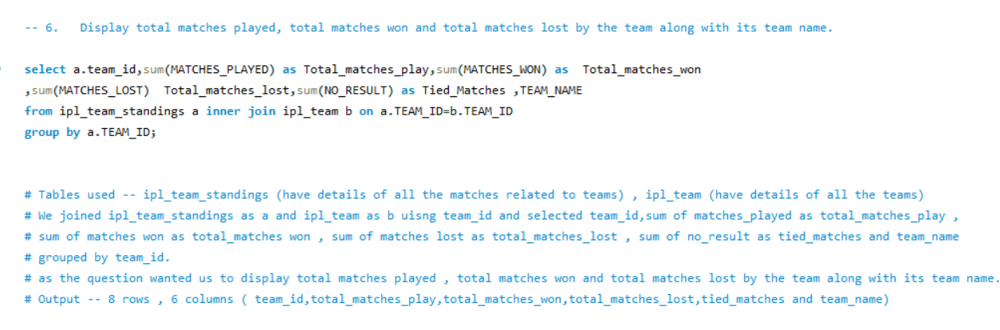 -- 6.   Display total matches played, total matches won and total matches lost by the team along with its team name.
select a.team_id,sum(MATCHES_PLAYED) as Total_matches_play,sum(MATCHES_WON) as  Total_matches_won
,sum(MATCHES_LOST)  Total_matches_lost,sum(NO_RESULT) as Tied_Matches ,TEAM_NAME
from ipl_team_standings a inner join ipl_team b on a.TEAM_ID=b.TEAM_ID
group by a.TEAM_ID;
# Tables used -- ipl_team_standings (have details of all the matches related to teams) , ipl_team (have details of all the teams)
# We joined ipl_team_standings as a and ipl_team as b uisng team_id and selected team_id,sum of matches_played as total_matches_play ,
# sum of matches won as total_matches won , sum of matches lost as total_matches_lost , sum of no_result as tied_matches and team_name
# grouped by team_id.
# as the question wanted us to display total matches played , total matches won and total matches lost by the team along with its team name.
# Output -- 8 rows , 6 columns ( team_id,total_matches_play,total_matches_won,total_matches_lost,tied_matches and team_name)